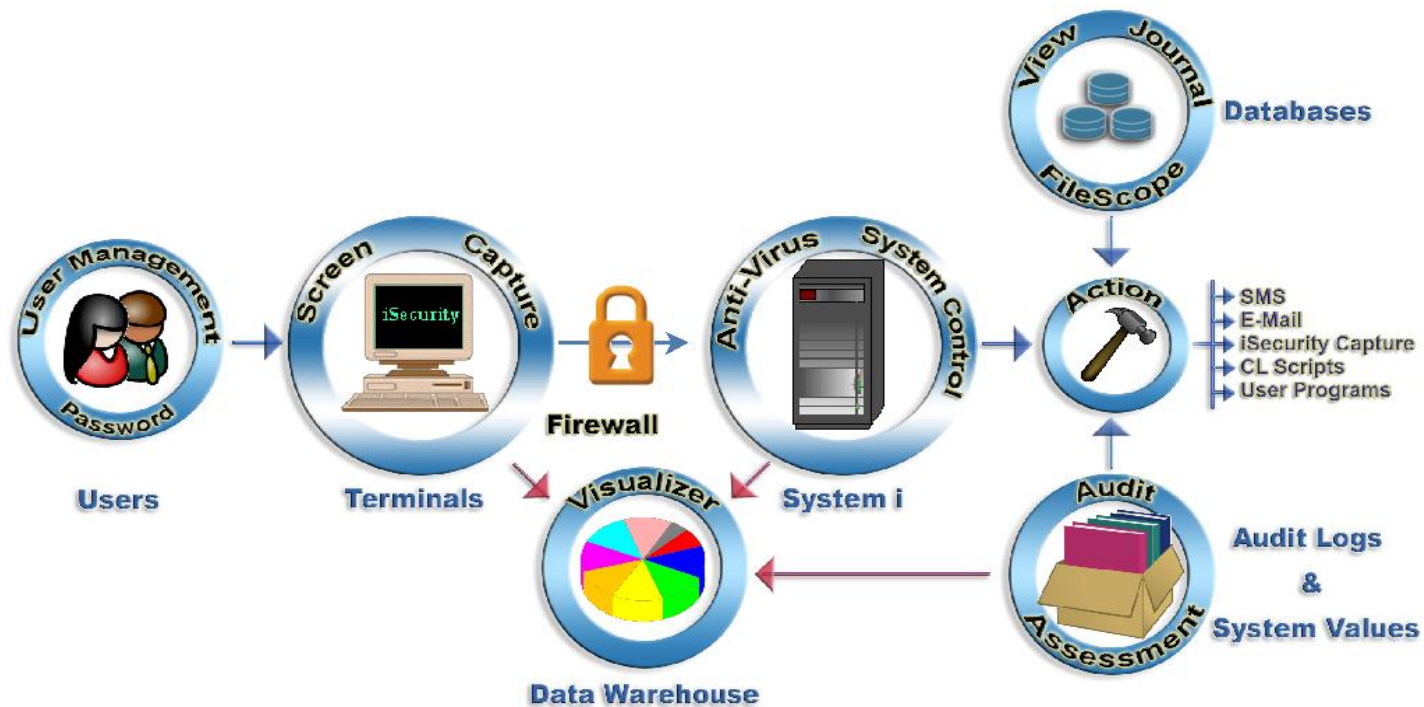 View Journal
FileScope
Databases
User Management
Password
Users
Screen Capture
iSecurity
Terminals
Firewall
Anti-Virus System Control
System i
Action
SMS
E-Mail
iSecurity Capture
CL Scripts
User Programs
Visualizer
Data Warehouse
Audit
Assessment
Audit Logs
&
System Values